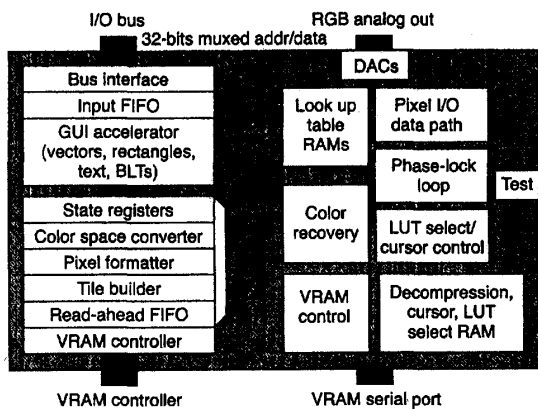 I/O bus
RGB analog out
32-bits muxed addr/data
DACs
Bus interface
Input FIFO
GUI accelerator
(vectors, rectangles,
text, BLTs)
State registers
Color space converter
Pixel formatter
Tile builder
Read-ahead FIFO
VRAM controller
Look up
table
RAMs
Pixel I/O
data path
Phase-lock
loop
Test
Color
recovery
LUT select/
cursor control
VRAM
control
Decompression,
cursor, LUT
select RAM
VRAM controller
VRAM serial port